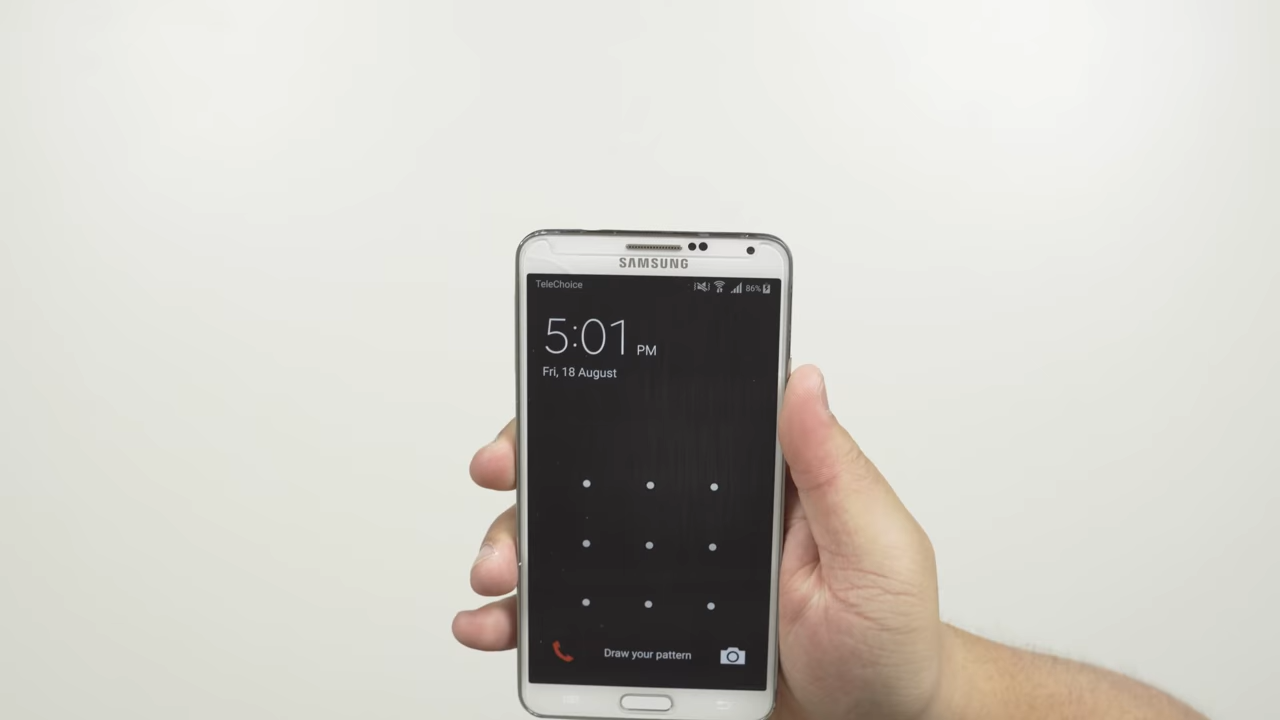 SAMSUNG
TeleChoice
86%
5:01 PM
Fri, 18 August
Draw your pattern